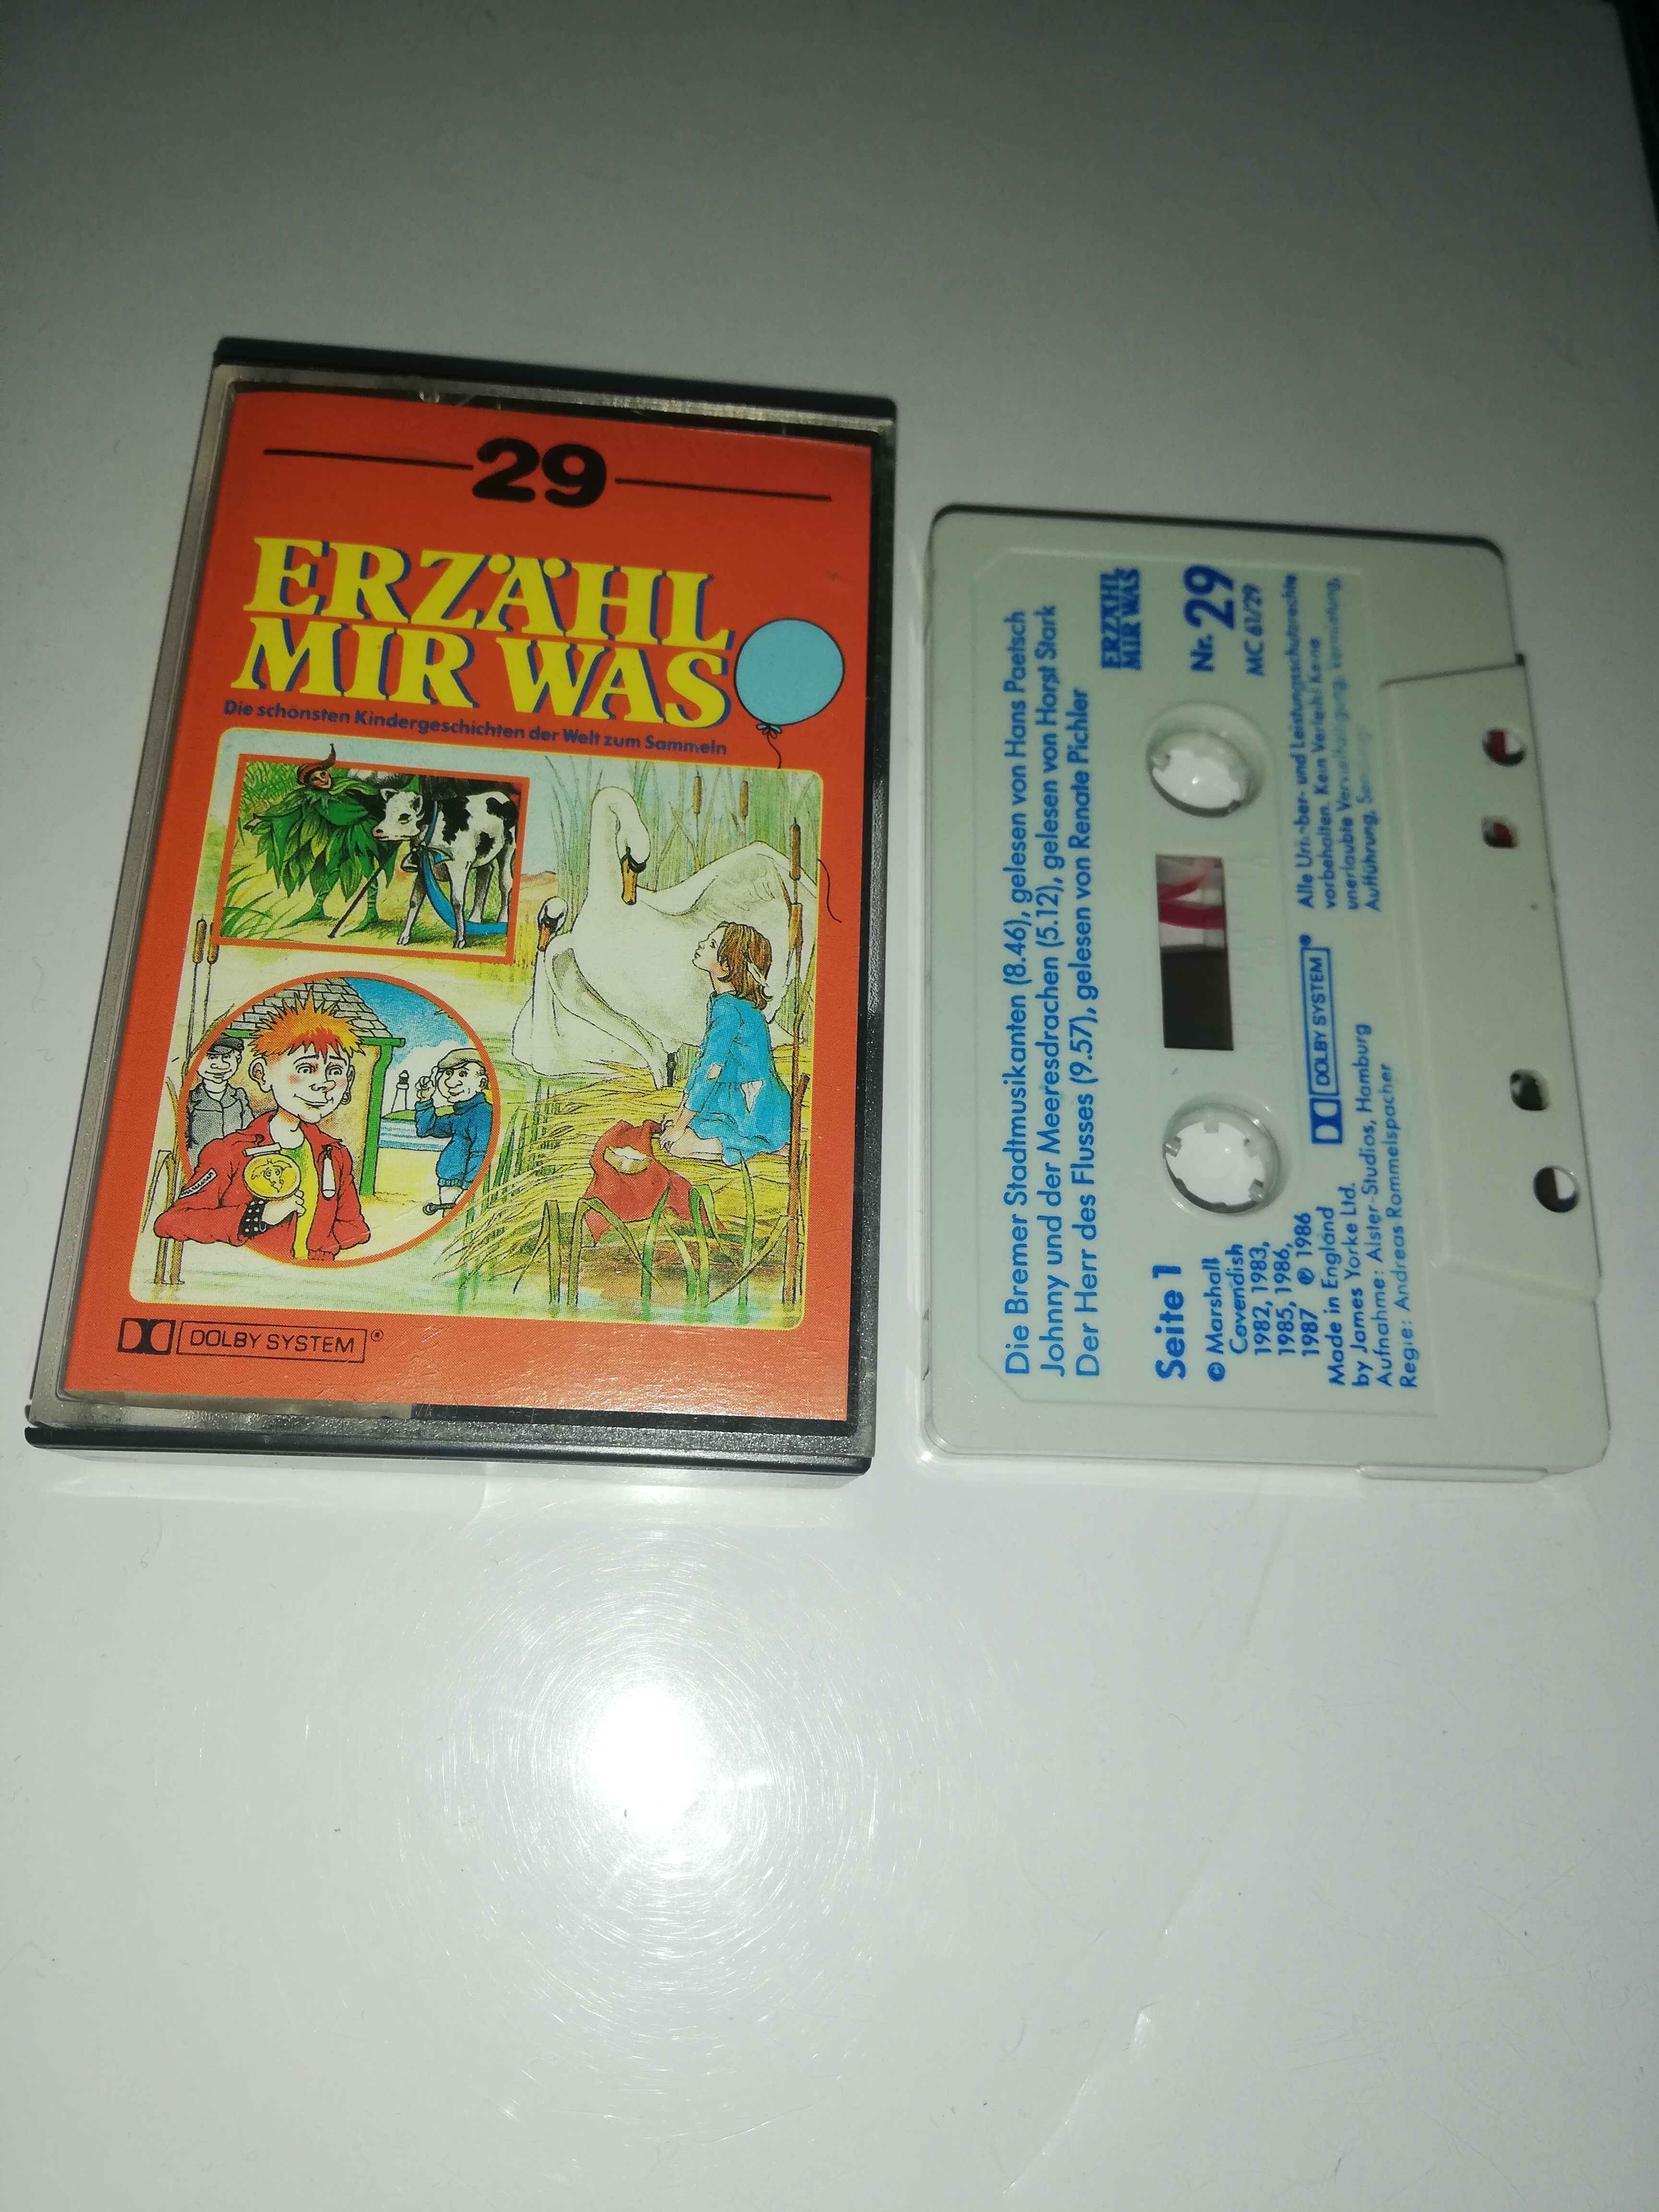 29
ERZÄHL
MIR WAS
Die schönsten Kindergeschichten der Welt zum Sammeln
DOLBY SYSTEM®
Die Bremer Stadtmusikanten (8.46), gelesen von Hans Paetsch
Johnny und der Meeresdrachen (5.12), gelesen von Horst Stark
Der Herr des Flusses (9.57), gelesen von Renate Pichler
ERZÄHL
MIR WAS
Seite 1
Nr. 29
MC 61/29
© Marshall
Cavendish
1982, 1983,
1985, 1986,
1987 ℗ 1986
Made in England
by James Yorke Ltd.
Aufnahme: Alster-Studios, Hamburg
Regie: Andreas Rommelspacher
DOLBY SYSTEM®
Alle Urheber- und Leistungsschutzrechte
vorbehalten. Kein Verleih! Keine
unerlaubte Vervielfältigung, Vermietung,
Aufführung,